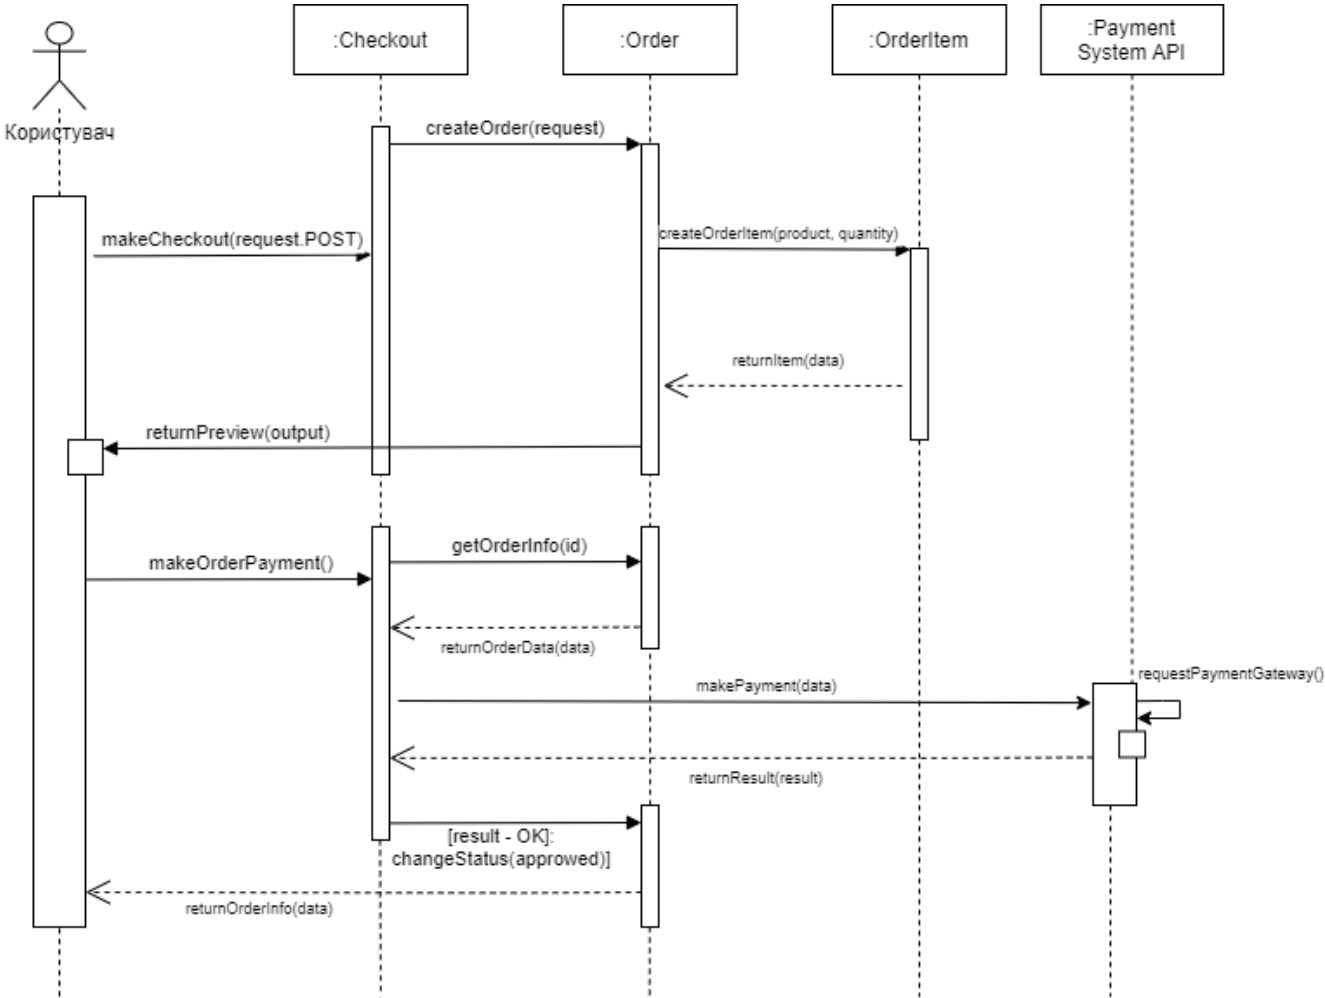 :Checkout
:Order
:OrderItem
:Payment
System API
Користувач
createOrder(request)
makeCheckout(request.POST)
createOrderItem(product, quantity)
returnItem(data)
returnPreview(output)
getOrderInfo(id)
makeOrderPayment()
returnOrderData(data)
requestPaymentGateway()
makePayment(data)
returnResult(result)
[result - OK]:
changeStatus(approved)]
returnOrderInfo(data)